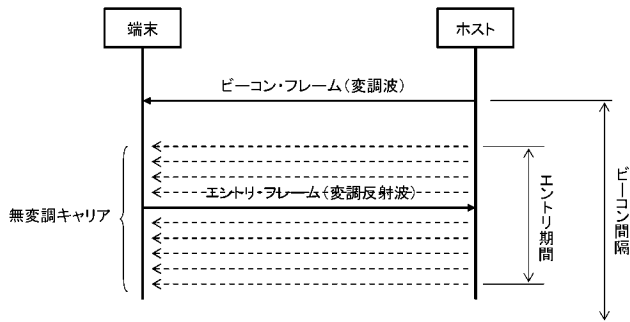 端末
ホスト
ビーコン・フレーム(変調波)
エントリ・フレーム(変調反射波)
無変調キャリア
エントリ期間
ビーコン間隔